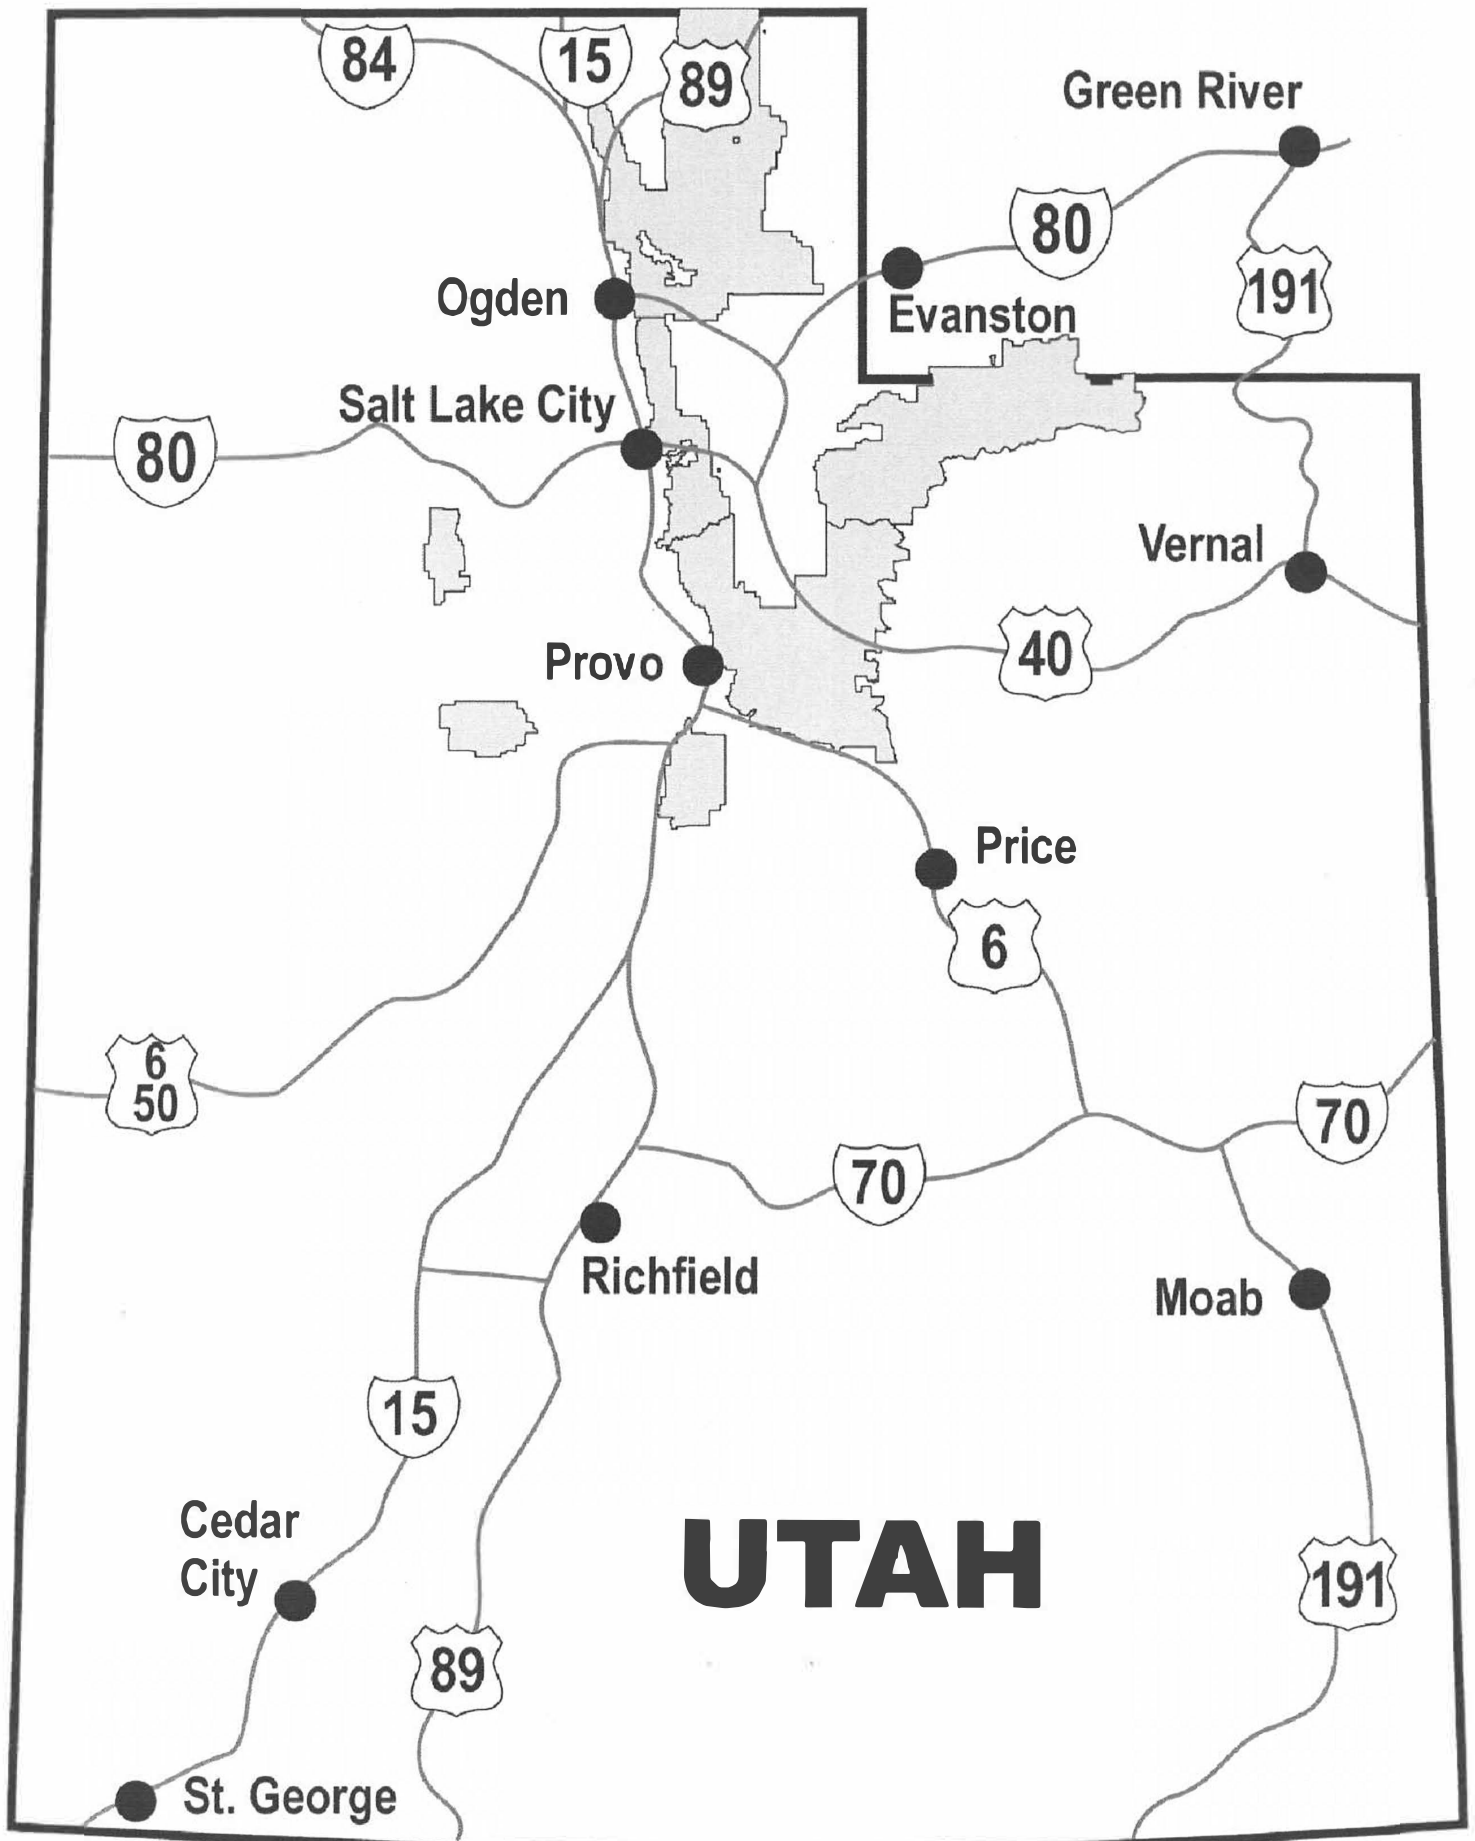 84
15
89
Green River
80
191
Ogden
Evanston
Salt Lake City
80
Vernal
40
Provo
Price
6
6
50
70
70
Richfield
Moab
15
Cedar
City
UTAH
191
89
St. George